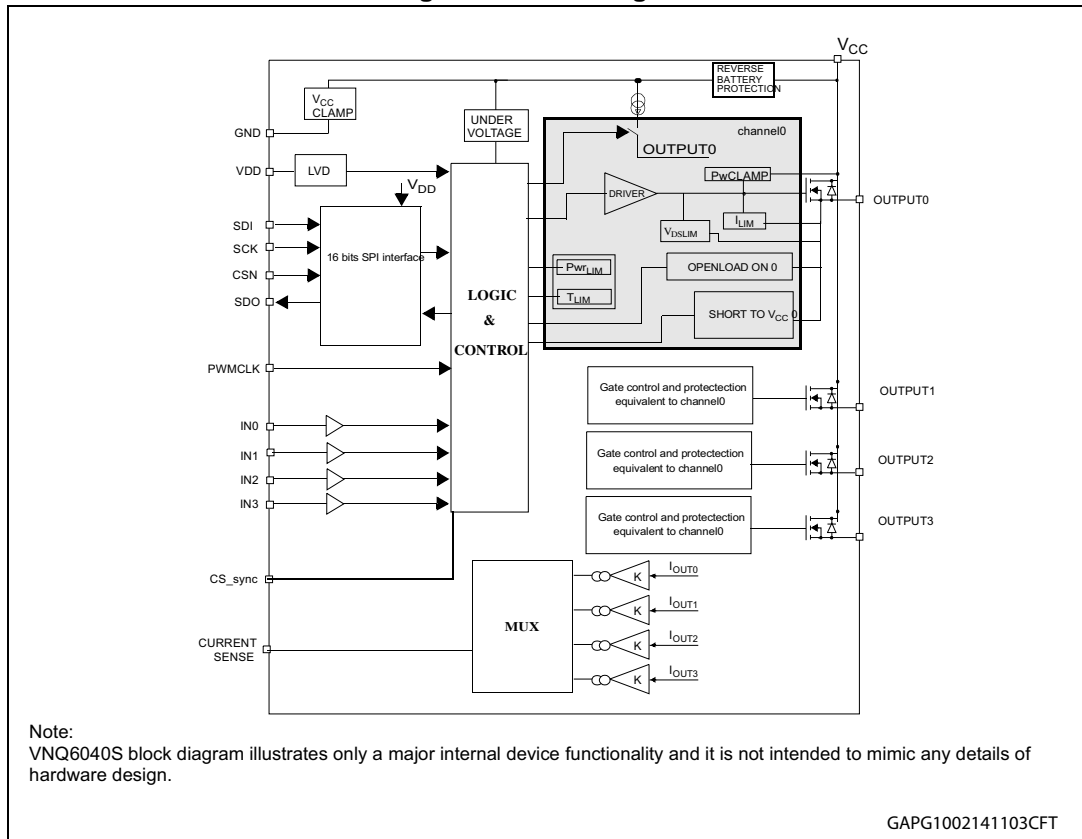 VCC
REVERSE
BATTERY
PROTECTION
VCC
CLAMP
UNDER
VOLTAGE
channel0
GND
OUTPUT0
VDD
LVD
VDD
PwCLAMP
DRIVER
OUTPUT0
SDI
ILIM
VDSLIM
SCK
16 bits SPI interface
CSN
PwrLIM
OPENLOAD ON 0
SDO
LOGIC
&
CONTROL
TLIM
SHORT TO VCC 0
PWMCLK
Gate control and protectection
equivalent to channel0
OUTPUT1
IN0
IN1
Gate control and protectection
equivalent to channel0
OUTPUT2
IN2
IN3
Gate control and protectection
equivalent to channel0
OUTPUT3
CS_sync
K
IOUT0
K
IOUT1
MUX
CURRENT
SENSE
K
IOUT2
K
IOUT3
Note:
VNQ6040S block diagram illustrates only a major internal device functionality and it is not intended to mimic any details of
hardware design.
GAPG1002141103CFT